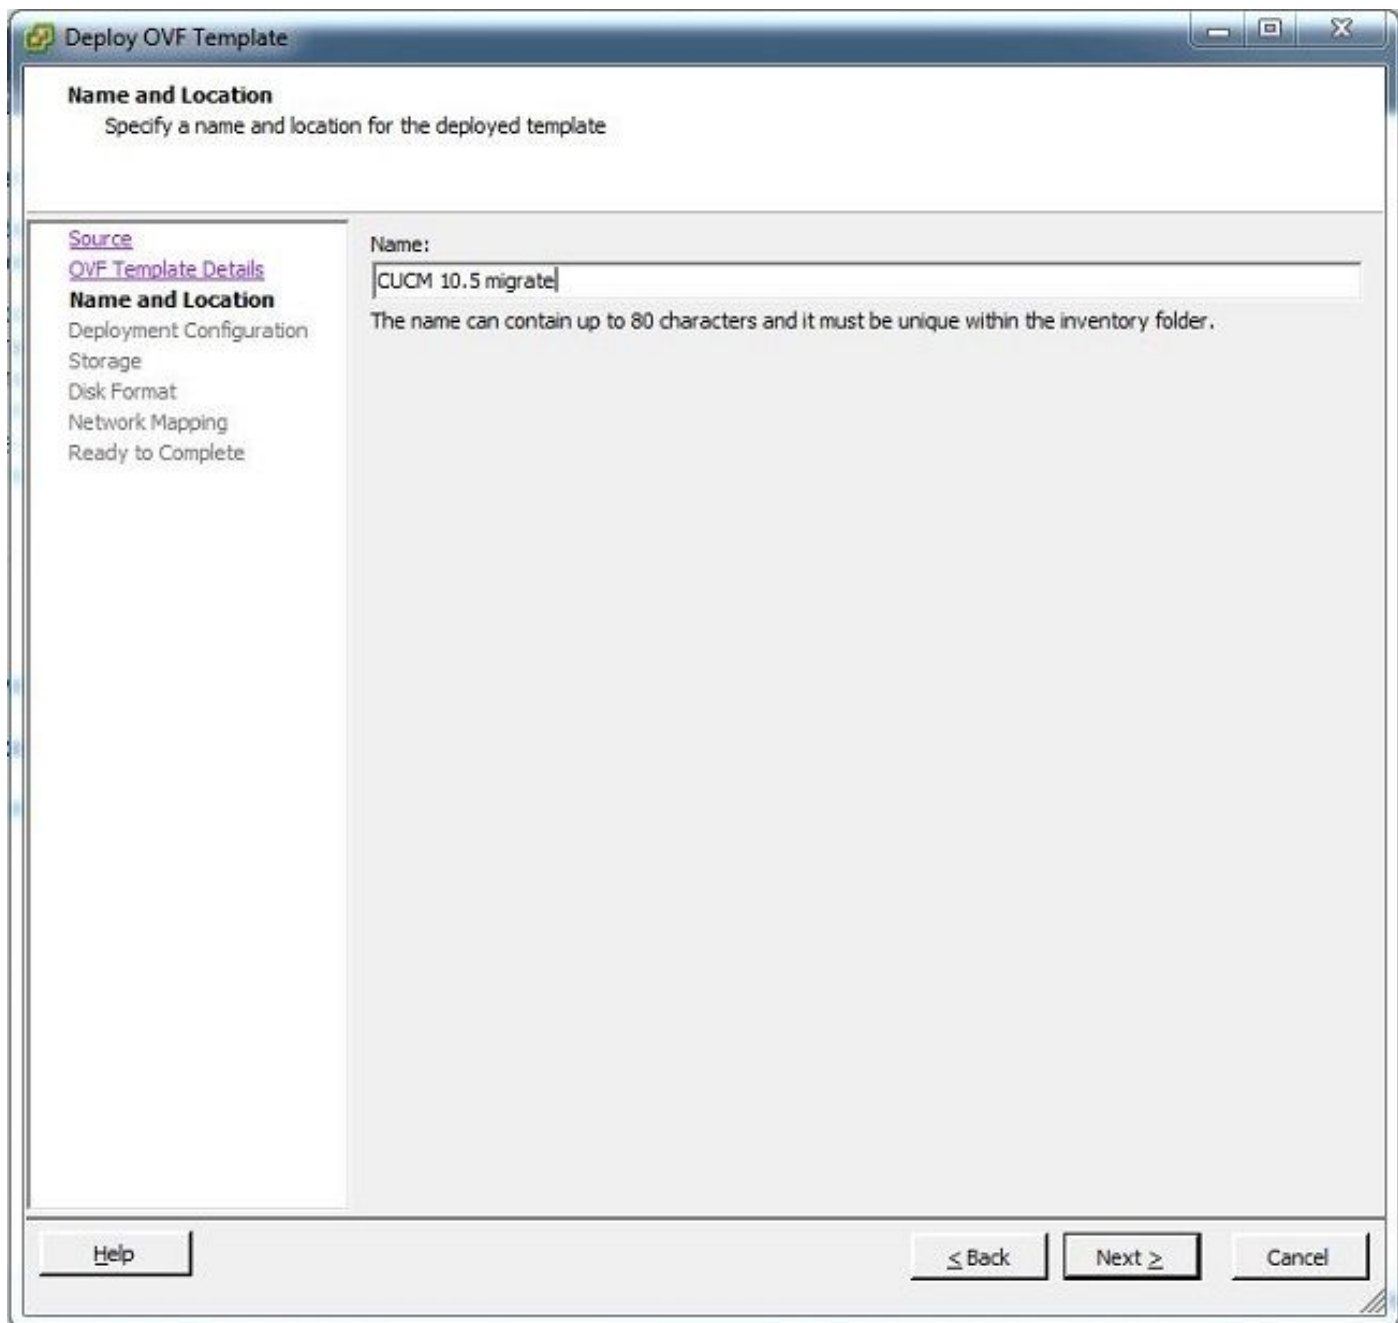 Deploy OVF Template
Name and Location
Specify a name and location for the deployed template
Source
OVF Template Details
Name and Location
Deployment Configuration
Storage
Disk Format
Network Mapping
Ready to Complete
Name:
CUCM 10.5 migrate
The name can contain up to 80 characters and it must be unique within the inventory folder.
Help
< Back
Next >
Cancel